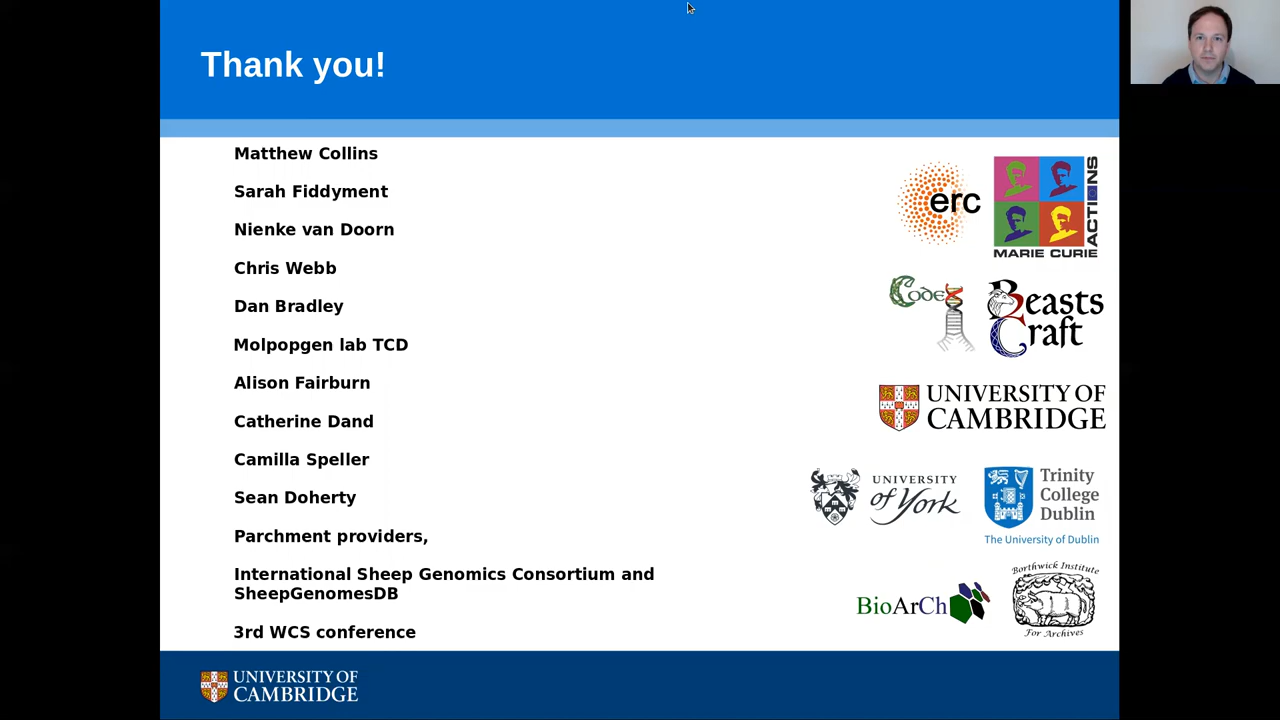 Thank you!
Matthew Collins
Sarah Fiddyment
Nienke van Doorn
Chris Webb
Dan Bradley
Molpopgen lab TCD
Alison Fairburn
Catherine Dand
Camilla Speller
Sean Doherty
Parchment providers,
International Sheep Genomics Consortium and
SheepGenomesDB
3rd WCS conference
erc
MARIE CURIE
ACTIONS
CodeX
Beasts
Craft
UNIVERSITY OF
CAMBRIDGE
UNIVERSITY
of York
Trinity
College
Dublin
The University of Dublin
BioArCh
Borthwick Institute
For Archives
UNIVERSITY OF
CAMBRIDGE